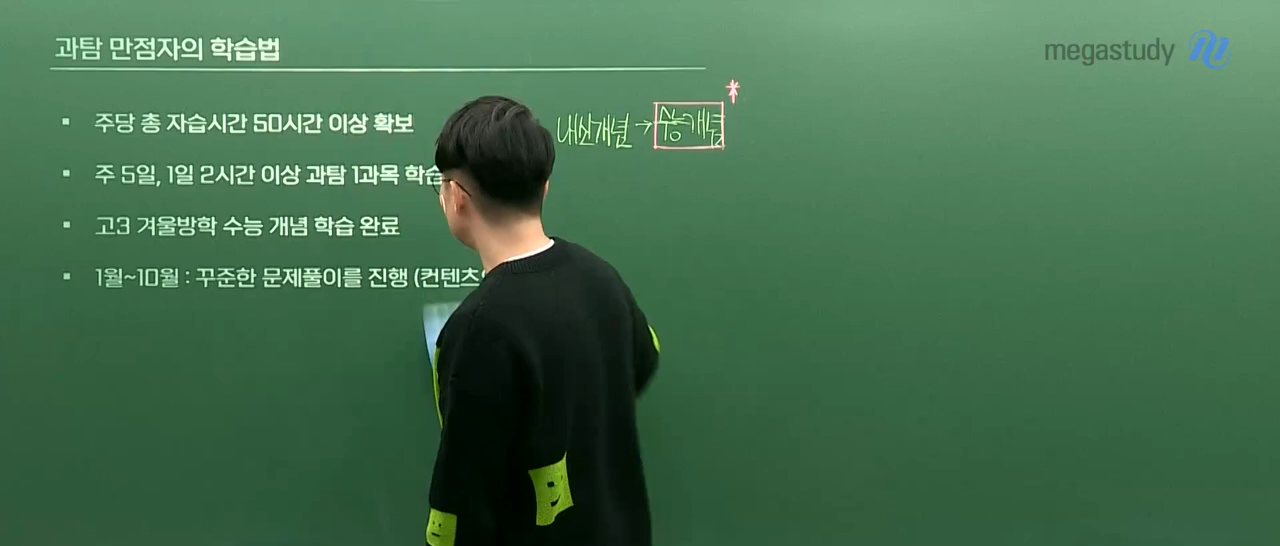 과탐 만점자의 학습법
megastudy
주당 총 자습시간 50시간 이상 확보
내신개념 → 수능개념 *
주 5일, 1일 2시간 이상 과탐 1과목 학습
고3 겨울방학 수능 개념 학습 완료
1월~10월 : 꾸준한 문제풀이를 진행 (컨텐츠